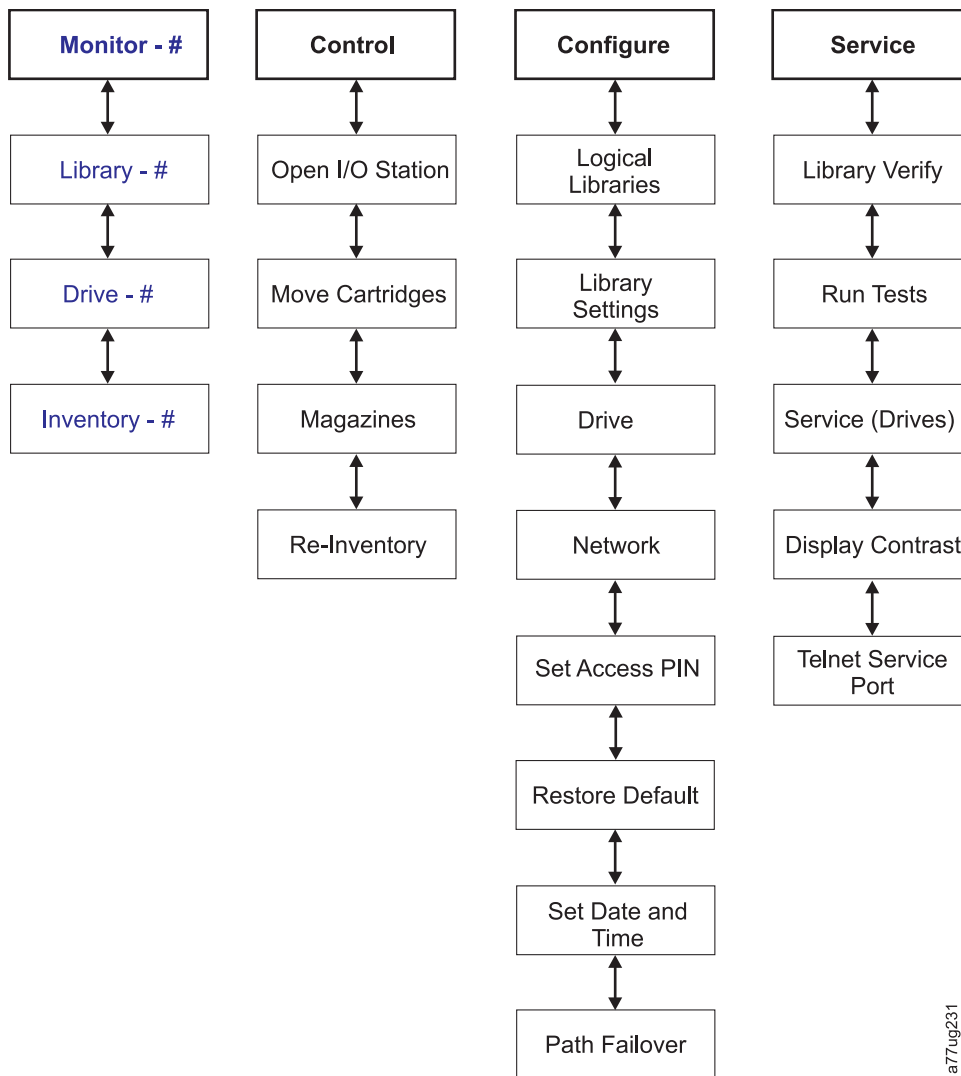 Monitor - #
Control
Configure
Service
Library - #
Open I/O Station
Logical
Libraries
Library Verify
Drive - #
Move Cartridges
Library
Settings
Run Tests
Inventory - #
Magazines
Drive
Service (Drives)
Re-Inventory
Network
Display Contrast
Set Access PIN
Telnet Service
Port
Restore Default
Set Date and
Time
Path Failover
a77ug231